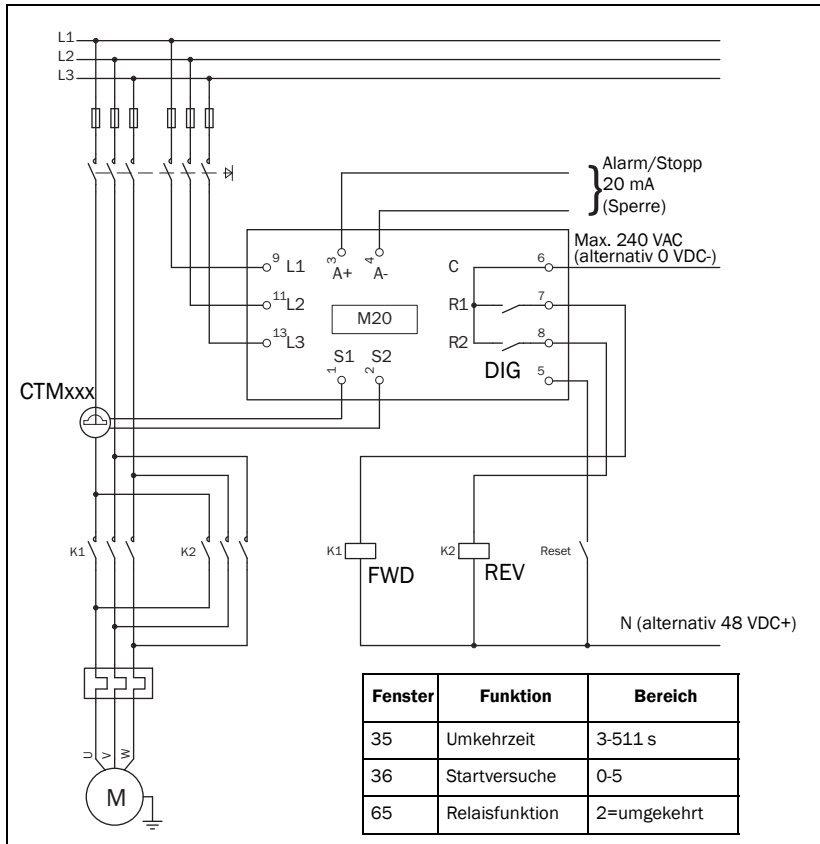 L1
L2
L3
Alarm/Stopp
20 mA
(Sperre)
Max. 240 VAC
(alternativ 0 VDC-)
9 L1
11 L2
13 L3
3 A+
4 A-
M20
S1 S2
1 2
C 6
R1 7
R2 8
DIG 5
CTMxxx
K1
K2
K1
FWD
K2
REV
Reset
N (alternativ 48 VDC+)
U V W
M
Fenster Funktion Bereich
35 Umkehrzeit 3-511 s
36 Startversuche 0-5
65 Relaisfunktion 2=umgekehrt